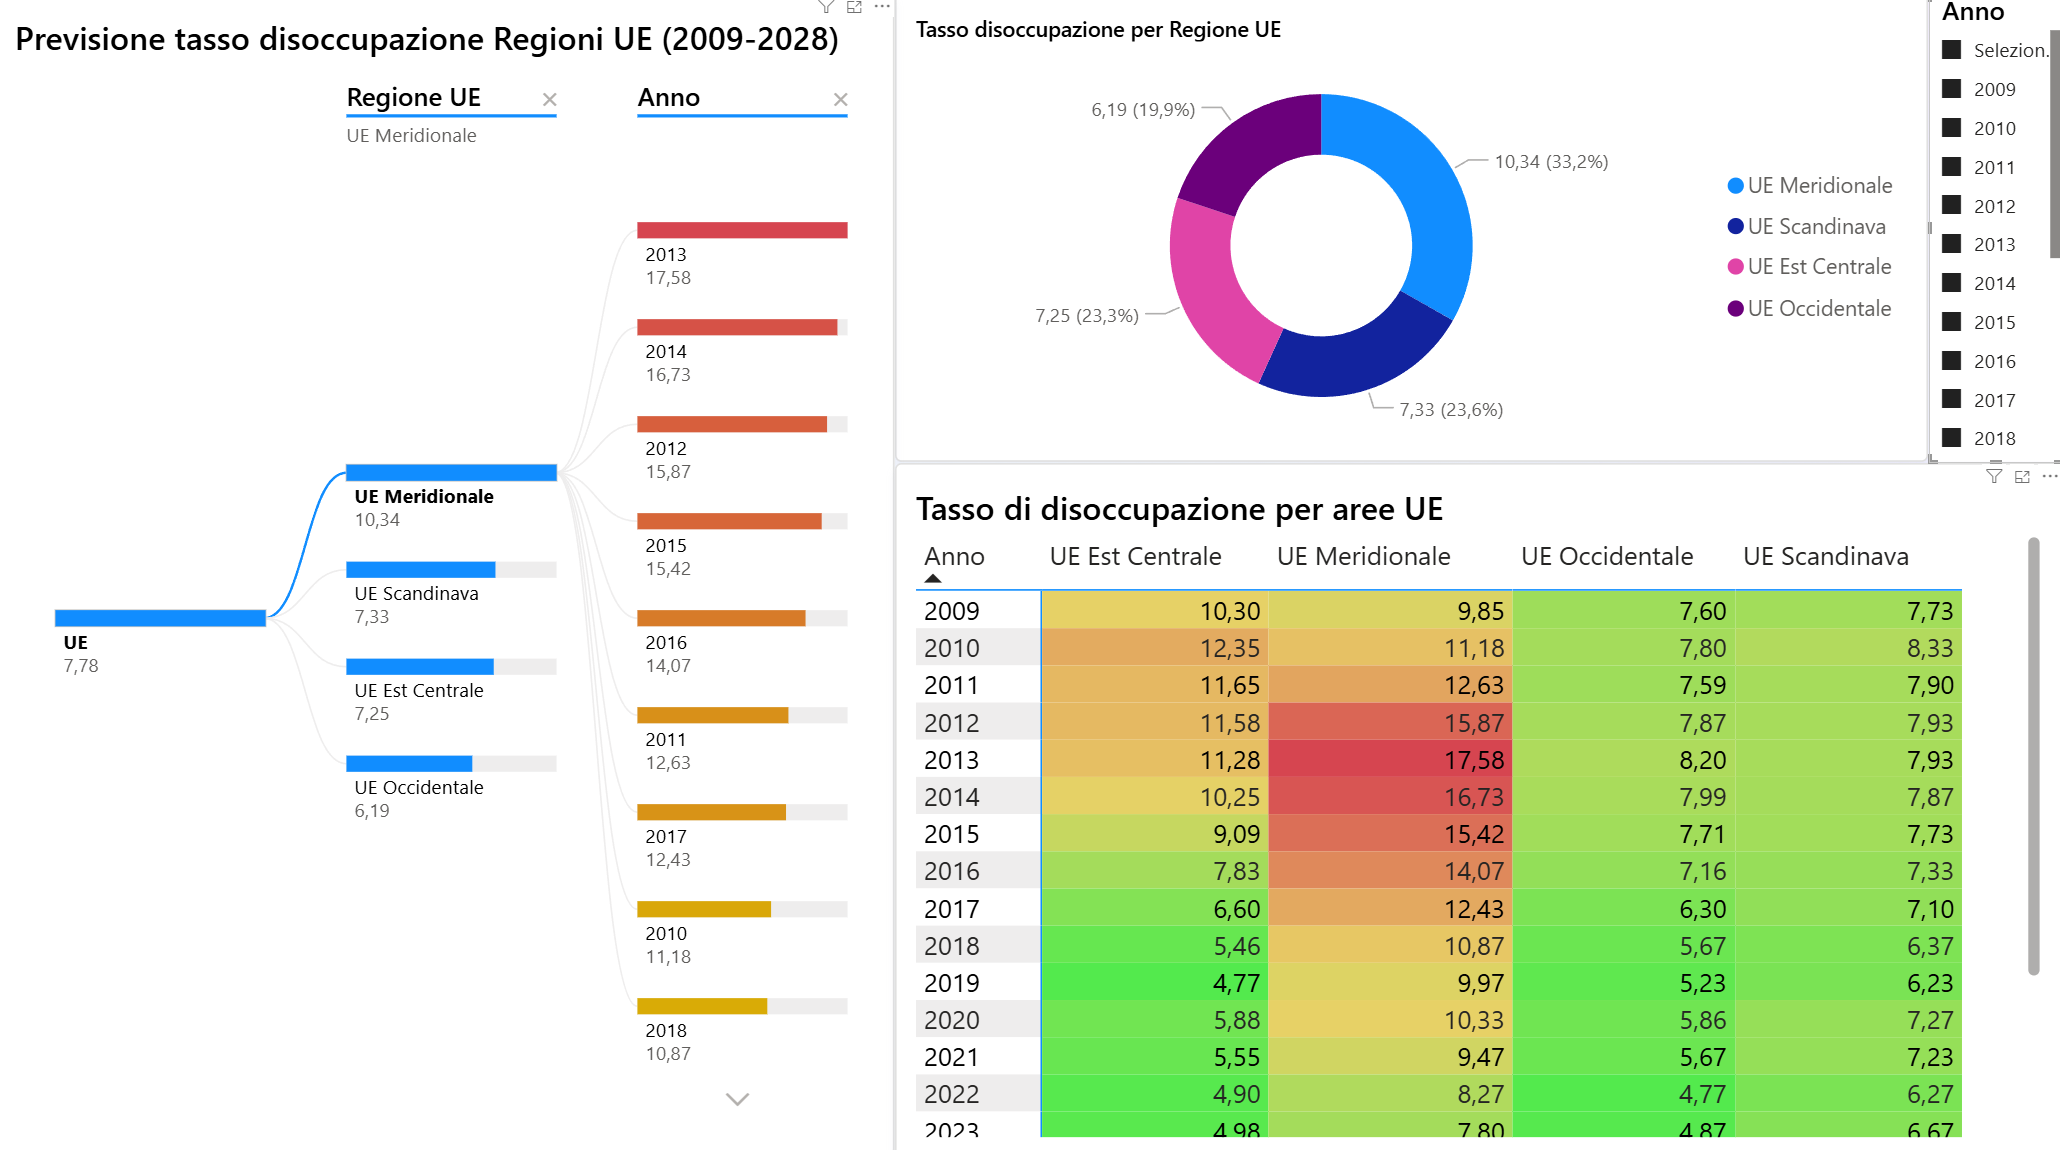 Previsione tasso disoccupazione Regioni UE (2009-2028)
Regione UE
UE Meridionale
Anno
UE
7,78
UE Meridionale
10,34
UE Scandinava
7,33
UE Est Centrale
7,25
UE Occidentale
6,19
2013
17,58
2014
16,73
2012
15,87
2015
15,42
2016
14,07
2011
12,63
2017
12,43
2010
11,18
2018
10,87
Tasso disoccupazione per Regione UE
6,19 (19,9%)
10,34 (33,2%)
7,25 (23,3%)
7,33 (23,6%)
UE Meridionale
UE Scandinava
UE Est Centrale
UE Occidentale
Anno
Selezion...
2009
2010
2011
2012
2013
2014
2015
2016
2017
2018
Tasso di disoccupazione per aree UE
Anno UE Est Centrale UE Meridionale UE Occidentale UE Scandinava
2009 10,30 9,85 7,60 7,73
2010 12,35 11,18 7,80 8,33
2011 11,65 12,63 7,59 7,90
2012 11,58 15,87 7,87 7,93
2013 11,28 17,58 8,20 7,93
2014 10,25 16,73 7,99 7,87
2015 9,09 15,42 7,71 7,73
2016 7,83 14,07 7,16 7,33
2017 6,60 12,43 6,30 7,10
2018 5,46 10,87 5,67 6,37
2019 4,77 9,97 5,23 6,23
2020 5,88 10,33 5,86 7,27
2021 5,55 9,47 5,67 7,23
2022 4,90 8,27 4,77 6,27
2023 4,98 7,80 4,87 6,67